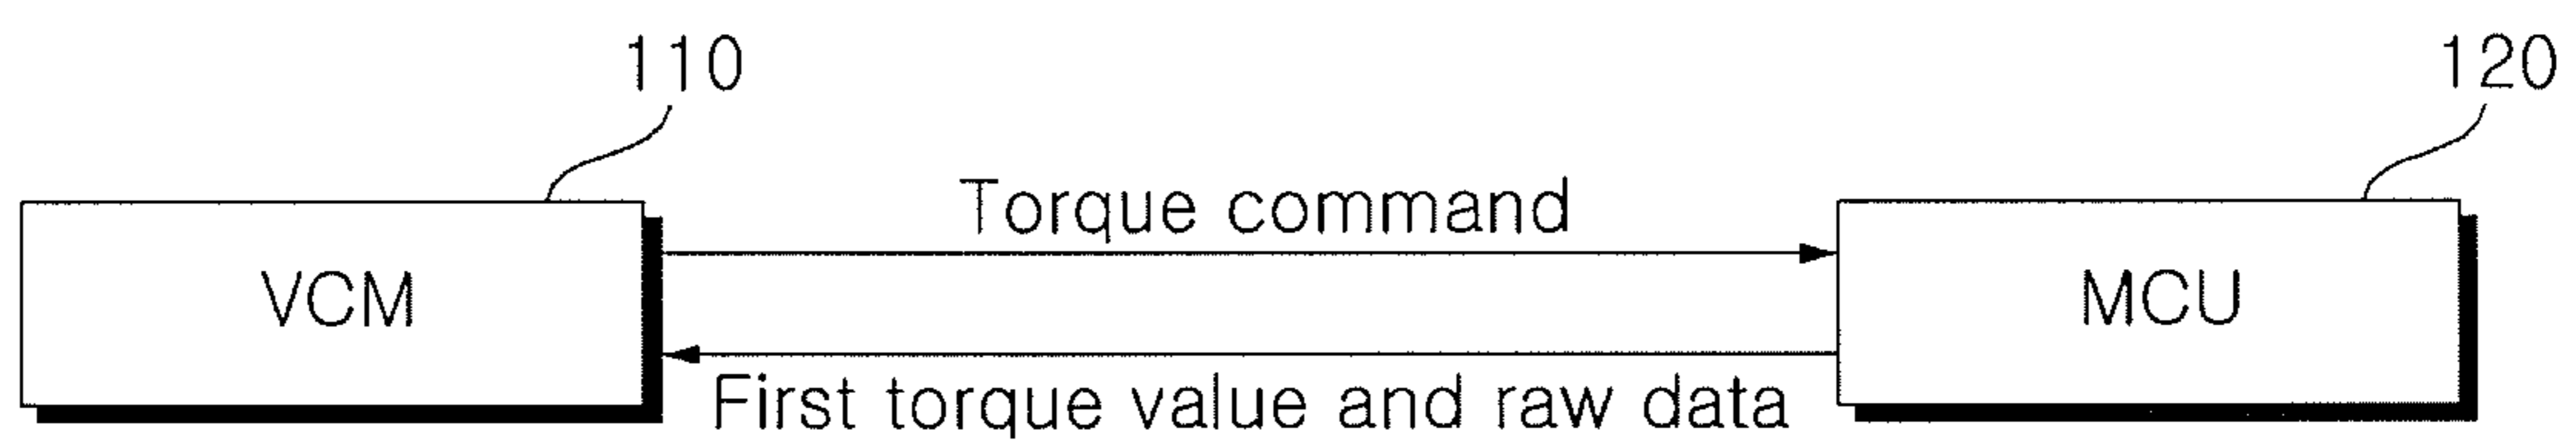 110
120
Torque command
VCM
MCU
First torque value and raw data